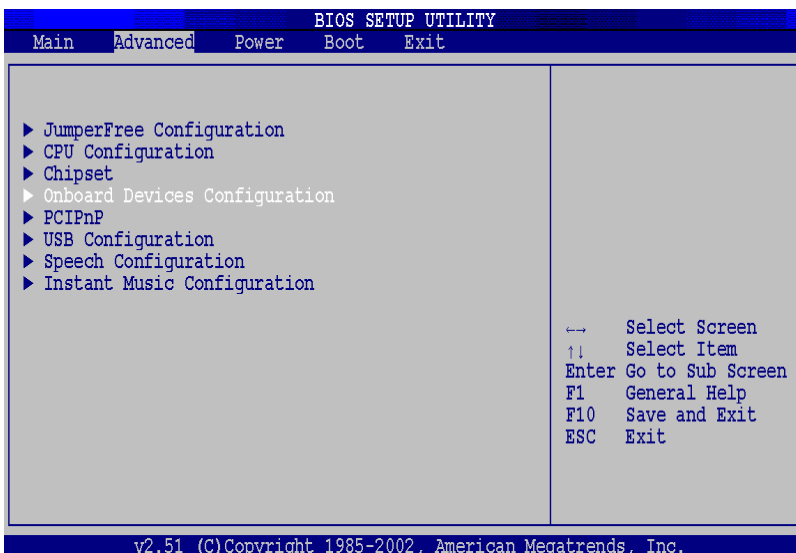 BIOS SETUP UTILITY
Main Advanced Power Boot Exit
▶ JumperFree Configuration
▶ CPU Configuration
▶ Chipset
▶ Onboard Devices Configuration
▶ PCIPnP
▶ USB Configuration
▶ Speech Configuration
▶ Instant Music Configuration
←→ Select Screen
↑↓ Select Item
Enter Go to Sub Screen
F1 General Help
F10 Save and Exit
ESC Exit
v2.51 (C)Copyright 1985-2002, American Megatrends, Inc.